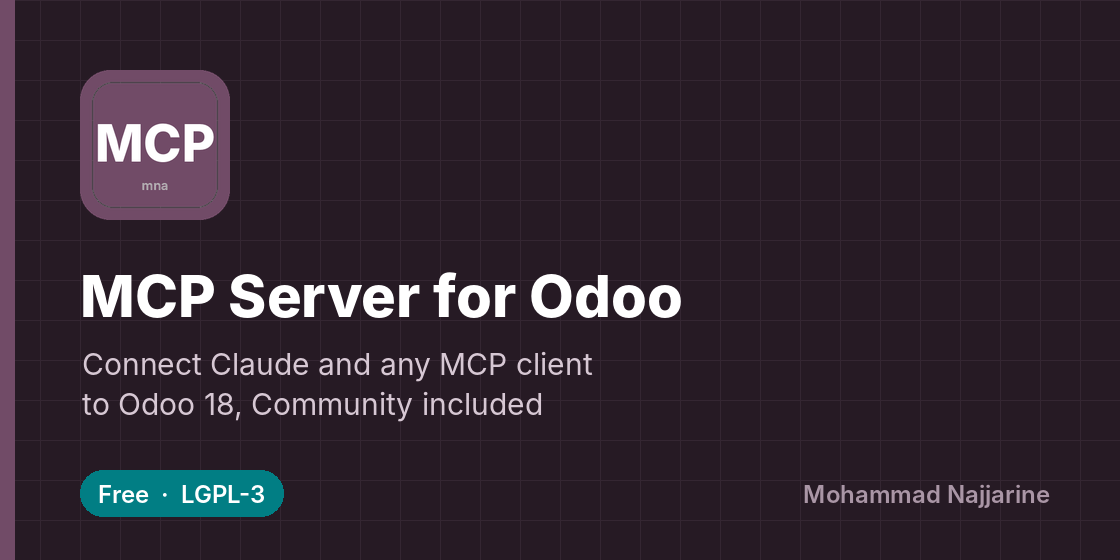 MCP
mna
MCP Server for Odoo
Connect Claude and any MCP client
to Odoo 18, Community included
Free · LGPL-3
Mohammad Najjarine